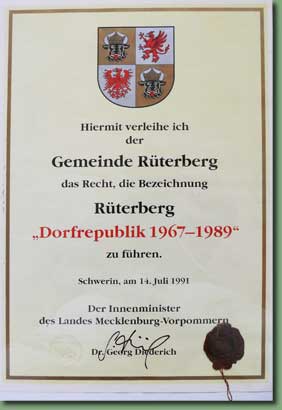 Hiermit verleihe ich
der
Gemeinde Rüterberg
das Recht, die Bezeichnung
Rüterberg
„Dorfrepublik 1967–1989“
zu führen.
Schwerin, am 14. Juli 1991
Der Innenminister
des Landes Mecklenburg-Vorpommern
Dr. Georg Diederich